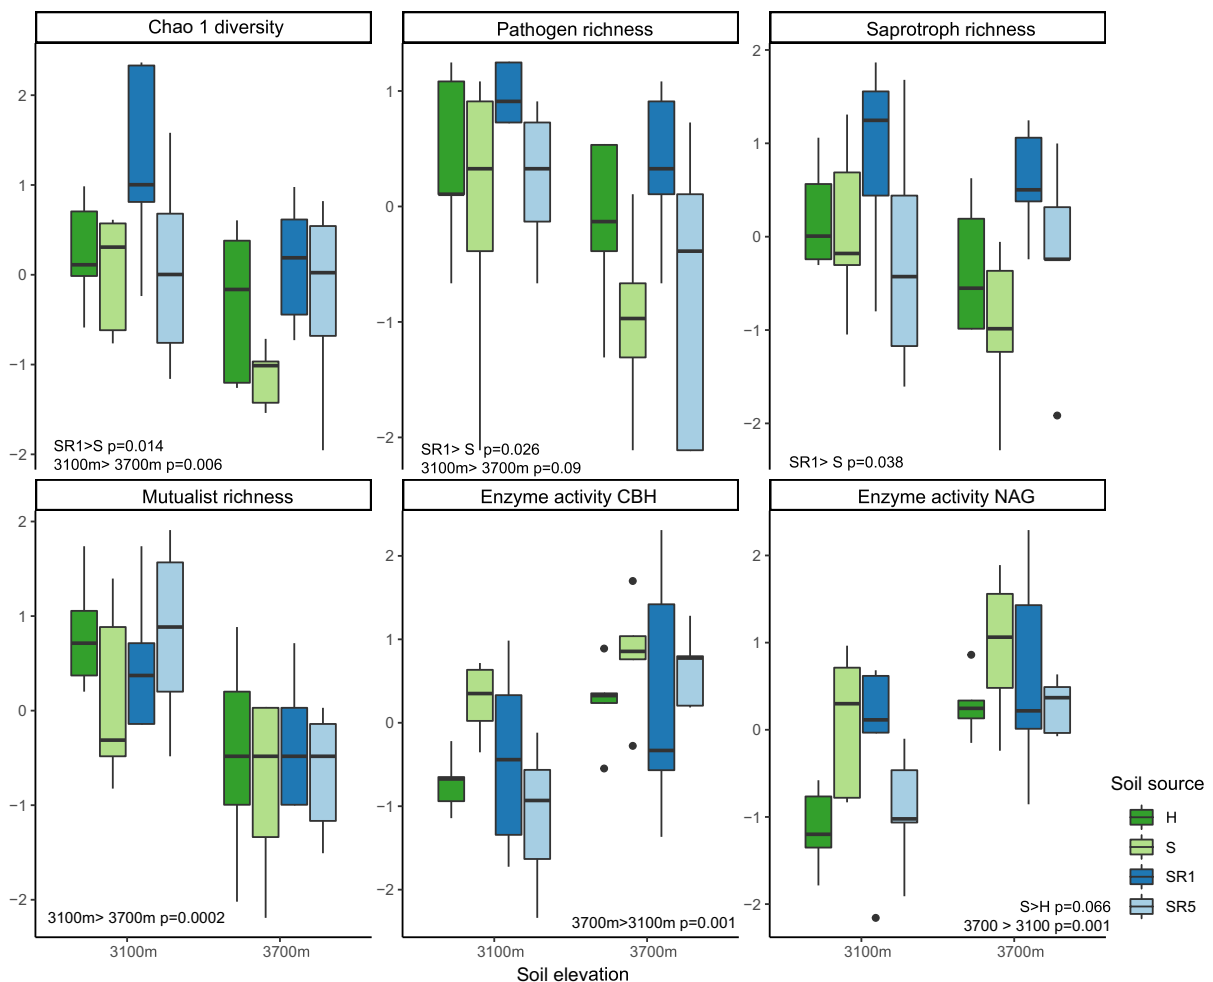 Chao 1 diversity
Pathogen richness
Saprotroph richness
2
1
0
−1
−2
1
0
−1
−2
2
1
0
−1
−2
SR1>S p=0.014
3100m> 3700m p=0.006
SR1> S p=0.026
3100m> 3700m p=0.09
SR1> S p=0.038
Mutualist richness
Enzyme activity CBH
Enzyme activity NAG
2
1
0
−1
−2
2
1
0
−1
−2
2
1
0
−1
−2
3100m> 3700m p=0.0002
3700m>3100m p=0.001
S>H p=0.066
3700 > 3100 p=0.001
3100m
3700m
3100m
3700m
3100m
3700m
Soil elevation
Soil source
H
S
SR1
SR5